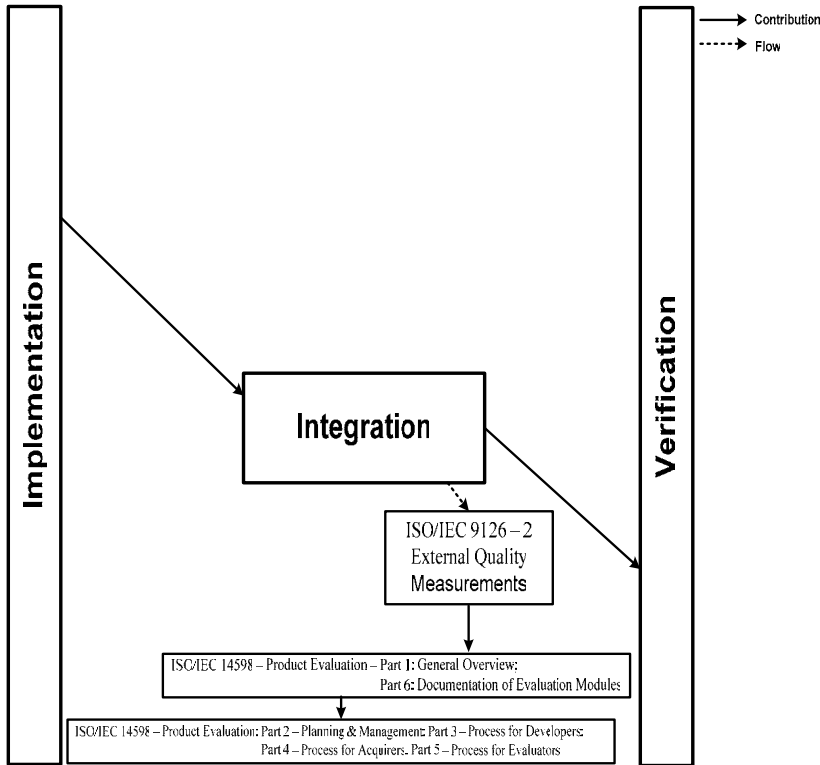 Contribution
Flow
Implementation
Integration
Verification
ISO/IEC 9126 – 2
External Quality
Measurements
ISO/IEC 14598 – Product Evaluation – Part 1: General Overview:
Part 6: Documentation of Evaluation Modules
ISO/IEC 14598 – Product Evaluation: Part 2 – Planning & Management: Part 3 – Process for Developers:
Part 4 – Process for Acquirers. Part 5 – Process for Evaluators